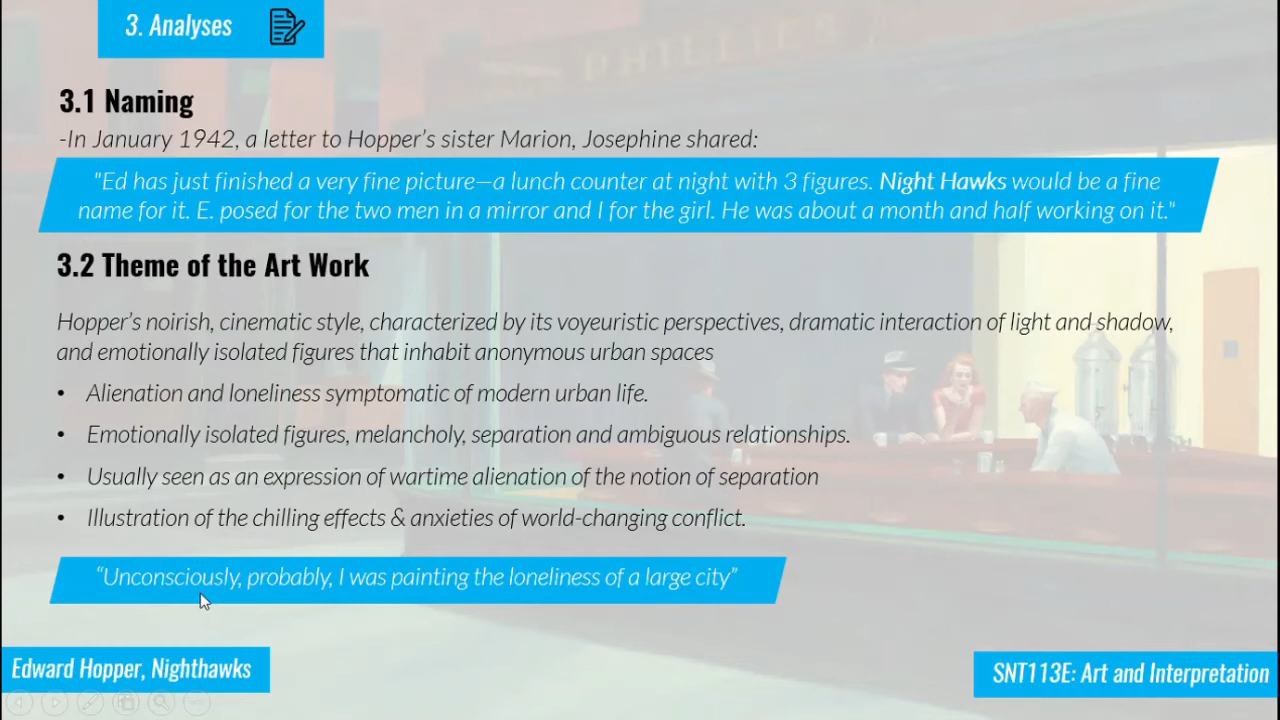 3. Analyses
PHILLIES
3.1 Naming
-In January 1942, a letter to Hopper's sister Marion, Josephine shared:
"Ed has just finished a very fine picture—a lunch counter at night with 3 figures. Night Hawks would be a fine
name for it. E. posed for the two men in a mirror and I for the girl. He was about a month and half working on it."
3.2 Theme of the Art Work
Hopper's noirish, cinematic style, characterized by its voyeuristic perspectives, dramatic interaction of light and shadow,
and emotionally isolated figures that inhabit anonymous urban spaces
• Alienation and loneliness symptomatic of modern urban life.
• Emotionally isolated figures, melancholy, separation and ambiguous relationships.
• Usually seen as an expression of wartime alienation of the notion of separation
• Illustration of the chilling effects & anxieties of world-changing conflict.
“Unconsciously, probably, I was painting the loneliness of a large city”
Edward Hopper, Nighthawks
SNT113E: Art and Interpretation